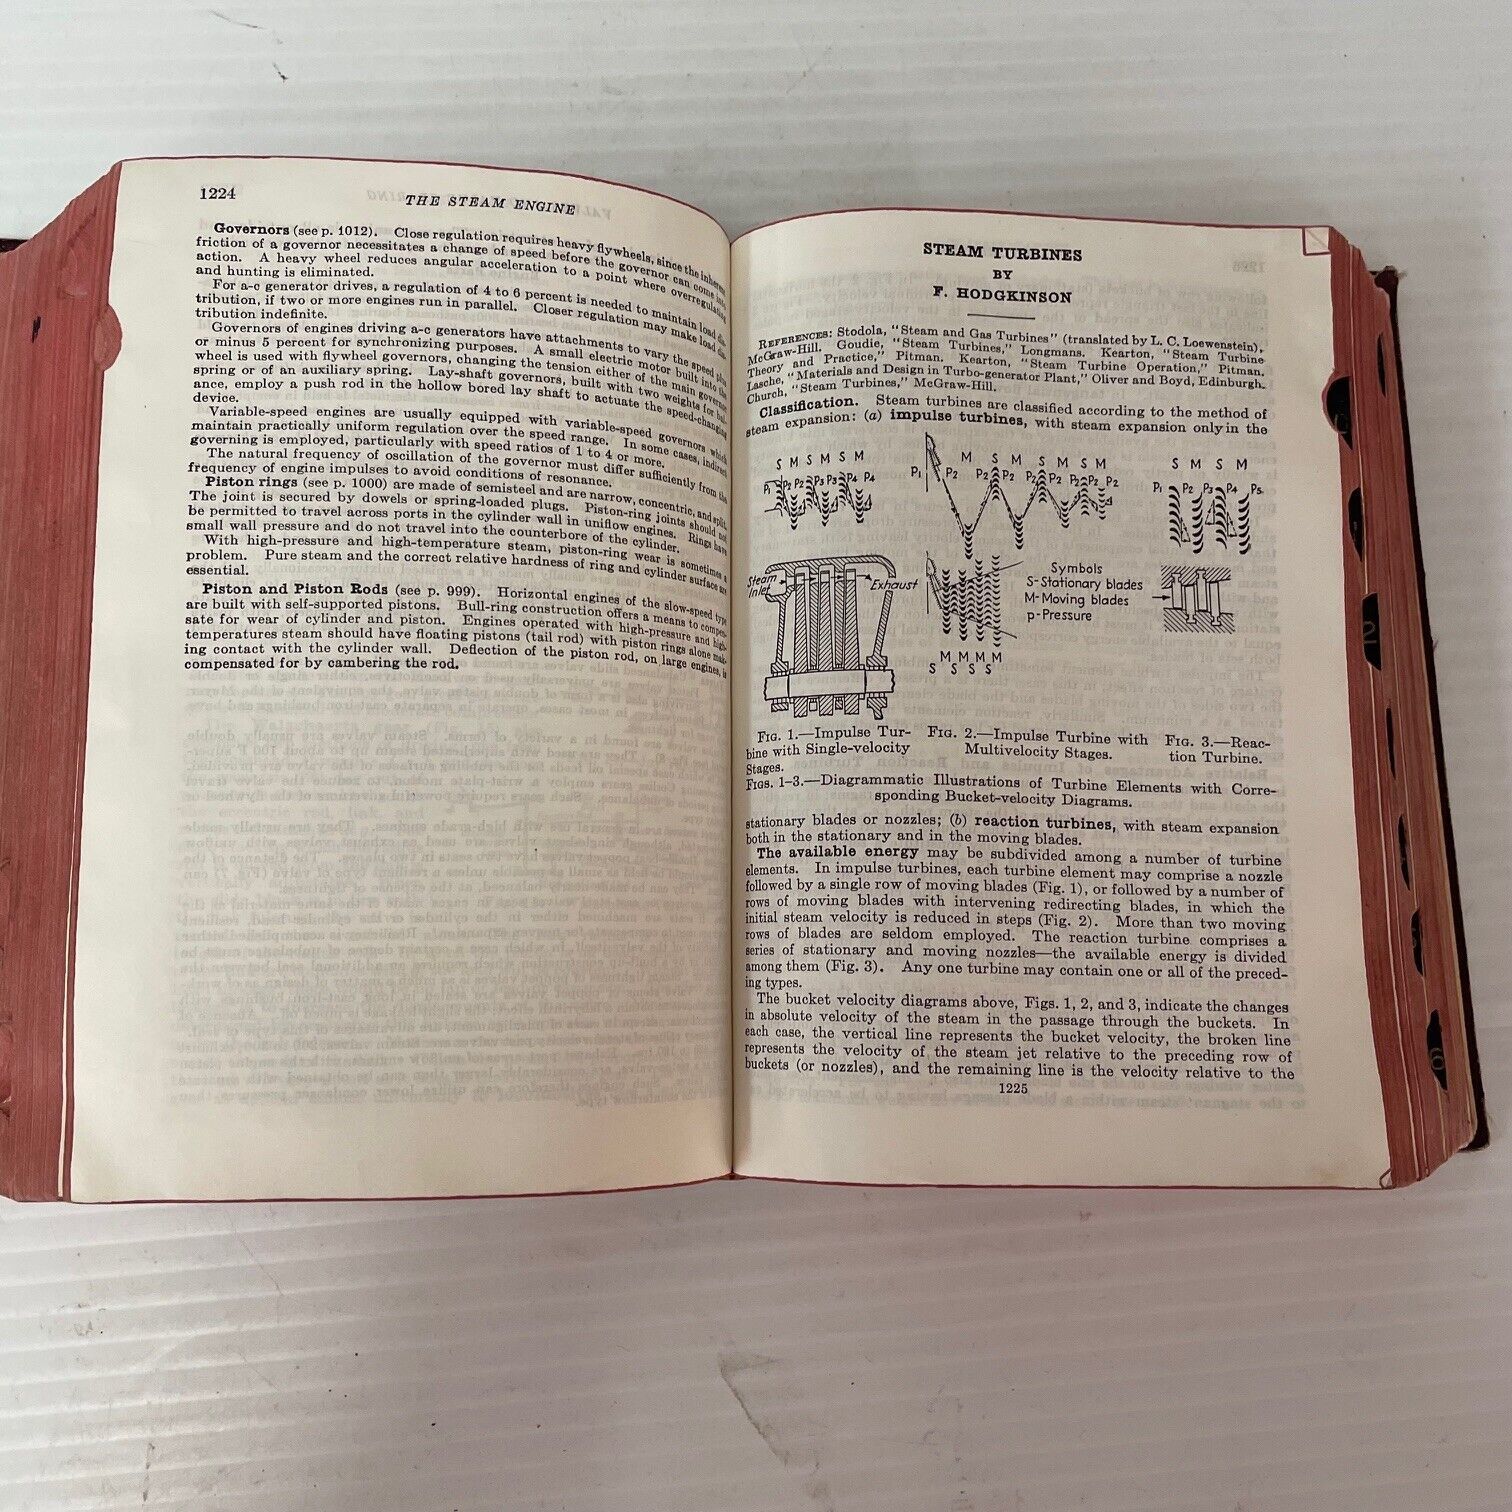 1224
THE STEAM ENGINE
Governors (see p. 1012). Close regulation requires heavy flywheels, since the inherent
friction of a governor necessitates a change of speed before the governor can come into
action. A heavy wheel reduces angular acceleration to a point where overregulation
and hunting is eliminated.
For a-c generator drives, a regulation of 4 to 6 percent is needed to maintain load dis-
tribution, if two or more engines run in parallel. Closer regulation may make load dis-
tribution indefinite.
Governors of engines driving a-c generators have attachments to vary the speed plus
or minus 5 percent for synchronizing purposes. A small electric motor built into the
wheel is used with flywheel governors, changing the tension either of the main governor
spring or of an auxiliary spring. Lay-shaft governors, built with two weights for bal-
ance, employ a push rod in the hollow bored lay shaft to actuate the speed-changing
device.
Variable-speed engines are usually equipped with variable-speed governors which
maintain practically uniform regulation over the speed range. In some cases, indirect
governing is employed, particularly with speed ratios of 1 to 4 or more.
The natural frequency of oscillation of the governor must differ sufficiently from the
frequency of engine impulses to avoid conditions of resonance.
Piston rings (see p. 1000) are made of semisteel and are narrow, concentric, and split.
The joint is secured by dowels or spring-loaded plugs. Piston-ring joints should not
be permitted to travel across ports in the cylinder wall in uniflow engines. Rings have
small wall pressure and do not travel into the counterbore of the cylinder.
With high-pressure and high-temperature steam, piston-ring wear is sometimes a
problem. Pure steam and the correct relative hardness of ring and cylinder surface are
essential.
Piston and Piston Rods (see p. 999). Horizontal engines of the slow-speed type
are built with self-supported pistons. Bull-ring construction offers a means to compen-
sate for wear of cylinder and piston. Engines operated with high-pressure and high-
temperatures steam should have floating pistons (tail rod) with piston rings alone mak-
ing contact with the cylinder wall. Deflection of the piston rod, on large engines, is
compensated for by cambering the rod.
STEAM TURBINES
BY
F. HODGKINSON
REFERENCES: Stodola, "Steam and Gas Turbines" (translated by L. C. Loewenstein),
McGraw-Hill. Goudie, "Steam Turbines," Longmans. Kearton, "Steam Turbine
Theory and Practice," Pitman. Kearton, "Steam Turbine Operation," Pitman.
Lasche, "Materials and Design in Turbo-generator Plant," Oliver and Boyd, Edinburgh.
Church, "Steam Turbines," McGraw-Hill.
Classification. Steam turbines are classified according to the method of
steam expansion: (a) impulse turbines, with steam expansion only in the
S M S M S M
P1 P2 P2 P3 P3 P4 P4
M S M S M S M
P1 P2 P2 P2 P2 P2
S M S M
P1 P2 P3 P4 P5
Steam
Inlet
Exhaust
Symbols
S-Stationary blades
M-Moving blades
p-Pressure
M M M M
S S S S
FIG. 1.—Impulse Tur-
bine with Single-velocity
Stages.
FIG. 2.—Impulse Turbine with
Multivelocity Stages.
FIG. 3.—Reac-
tion Turbine.
FIGS. 1-3.—Diagrammatic Illustrations of Turbine Elements with Corre-
sponding Bucket-velocity Diagrams.
stationary blades or nozzles; (b) reaction turbines, with steam expansion
both in the stationary and in the moving blades.
The available energy may be subdivided among a number of turbine
elements. In impulse turbines, each turbine element may comprise a nozzle
followed by a single row of moving blades (Fig. 1), or followed by a number of
rows of moving blades with intervening redirecting blades, in which the
initial steam velocity is reduced in steps (Fig. 2). More than two moving
rows of blades are seldom employed. The reaction turbine comprises a
series of stationary and moving nozzles—the available energy is divided
among them (Fig. 3). Any one turbine may contain one or all of the preced-
ing types.
The bucket velocity diagrams above, Figs. 1, 2, and 3, indicate the changes
in absolute velocity of the steam in the passage through the buckets. In
each case, the vertical line represents the bucket velocity, the broken line
represents the velocity of the steam jet relative to the preceding row of
buckets (or nozzles), and the remaining line is the velocity relative to the
1225
2
6